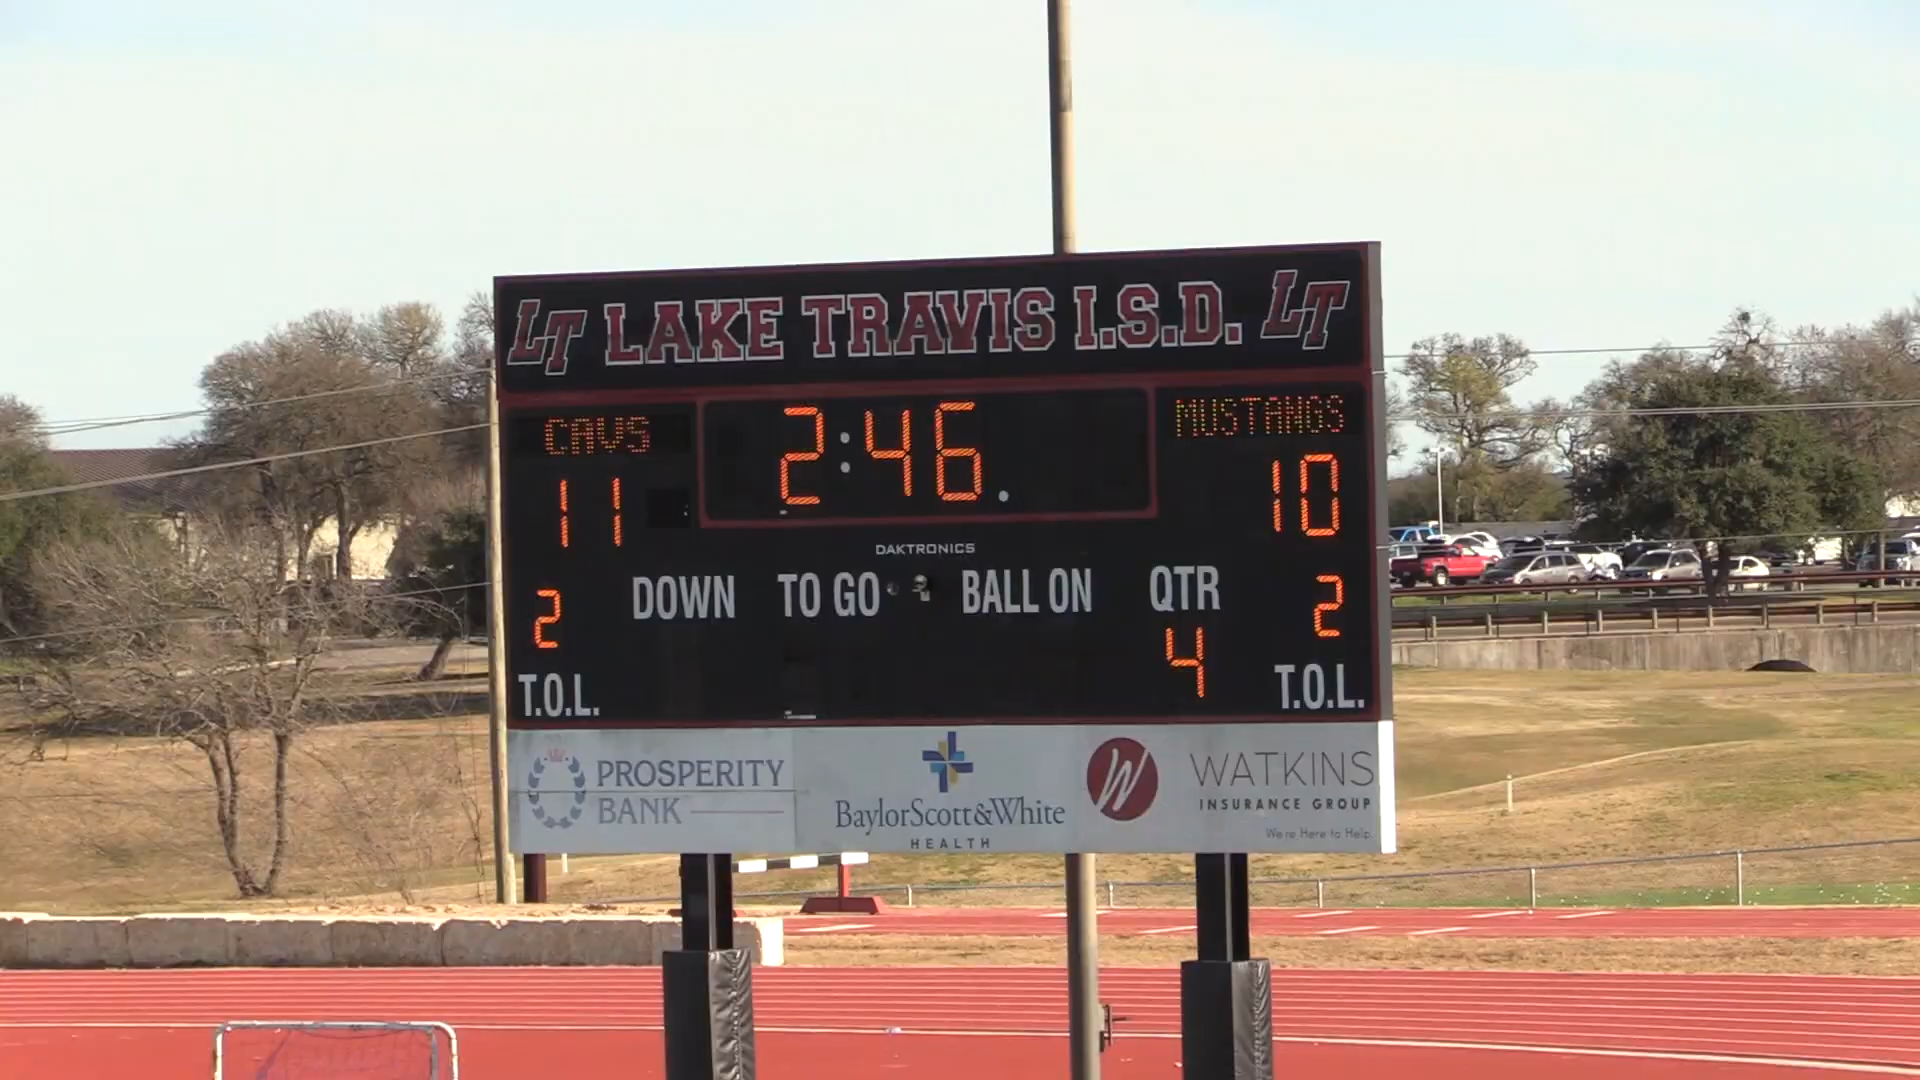 LT LAKE TRAVIS I.S.D. LT
CAVS 2:46. MUSTANGS
11 10
DAKTRONICS
DOWN TO GO BALL ON QTR
2 4 2
T.O.L. T.O.L.
PROSPERITY
BANK
BaylorScott&White
HEALTH
W
WATKINS
INSURANCE GROUP
We're Here to Help.